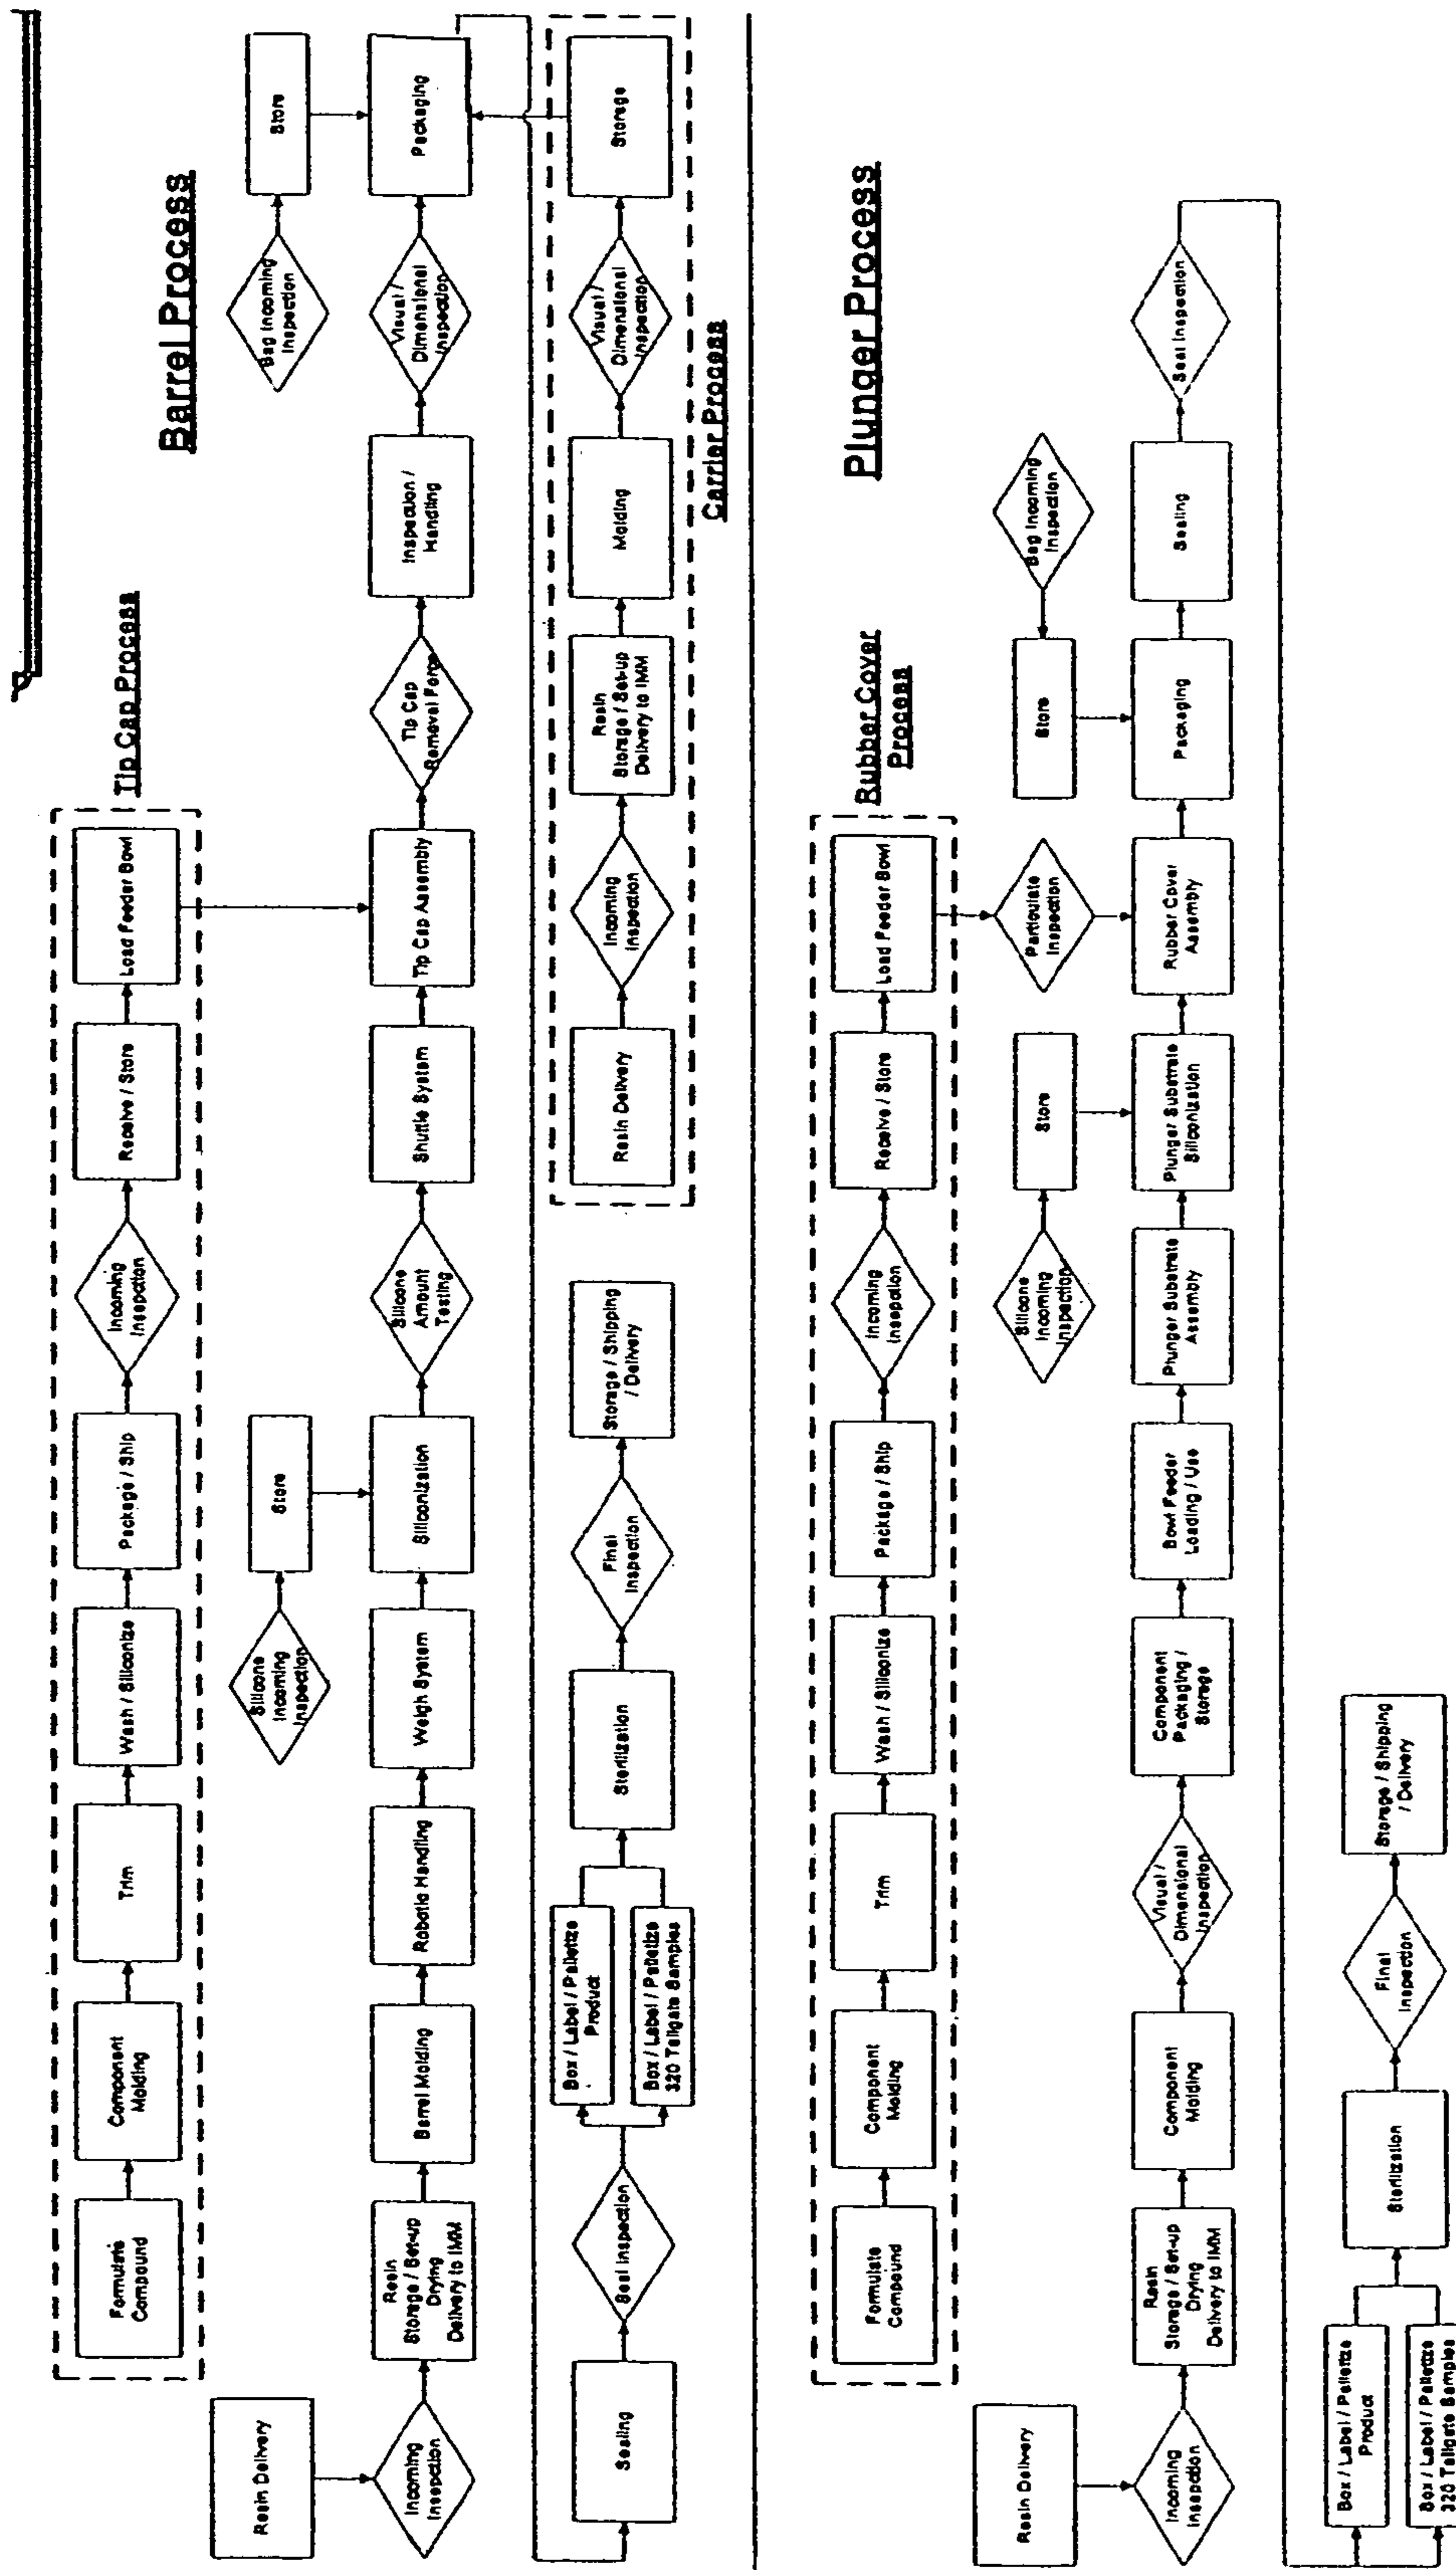 Barrel Process
Tip Cap Process
Formulate
Compound
Component
Molding
Trim
Wash / Siliconize
Package / Ship
Incoming
Inspection
Receive / Store
Load Feeder Bowl
Silicone
Incoming
Inspection
Store
Bag Incoming
Inspection
Store
Resin Delivery
Incoming
Inspection
Resin
Storage / Set-up
Drying
Delivery to IMM
Barrel Molding
Robotic Handling
Weigh System
Siliconization
Silicone
Amount
Testing
Shuttle System
Tip Cap Assembly
Tip Cap
Removal Force
Inspection /
Handling
Visual /
Dimensional
Inspection
Packaging
Sealing
Seal Inspection
Box / Label / Palletize
Product
Box / Label / Palletize
320 Tailgate Samples
Sterilization
Final
Inspection
Storage / Shipping
/ Delivery
Resin Delivery
Incoming
Inspection
Resin
Storage / Set-up
Delivery to IMM
Molding
Visual /
Dimensional
Inspection
Storage
Carrier Process
Plunger Process
Rubber Cover
Process
Formulate
Compound
Component
Molding
Trim
Wash / Siliconize
Package / Ship
Incoming
Inspection
Receive / Store
Load Feeder Bowl
Silicone
Incoming
Inspection
Store
Particulate
Inspection
Store
Bag Incoming
Inspection
Resin Delivery
Incoming
Inspection
Resin
Storage / Set-up
Drying
Delivery to IMM
Component
Molding
Visual /
Dimensional
Inspection
Component
Packaging /
Storage
Bowl Feeder
Loading / Use
Plunger Substrate
Assembly
Plunger Substrate
Siliconization
Rubber Cover
Assembly
Packaging
Sealing
Seal Inspection
Box / Label / Palletize
Product
Box / Label / Palletize
320 Tailgate Samples
Sterilization
Final
Inspection
Storage / Shipping
/ Delivery